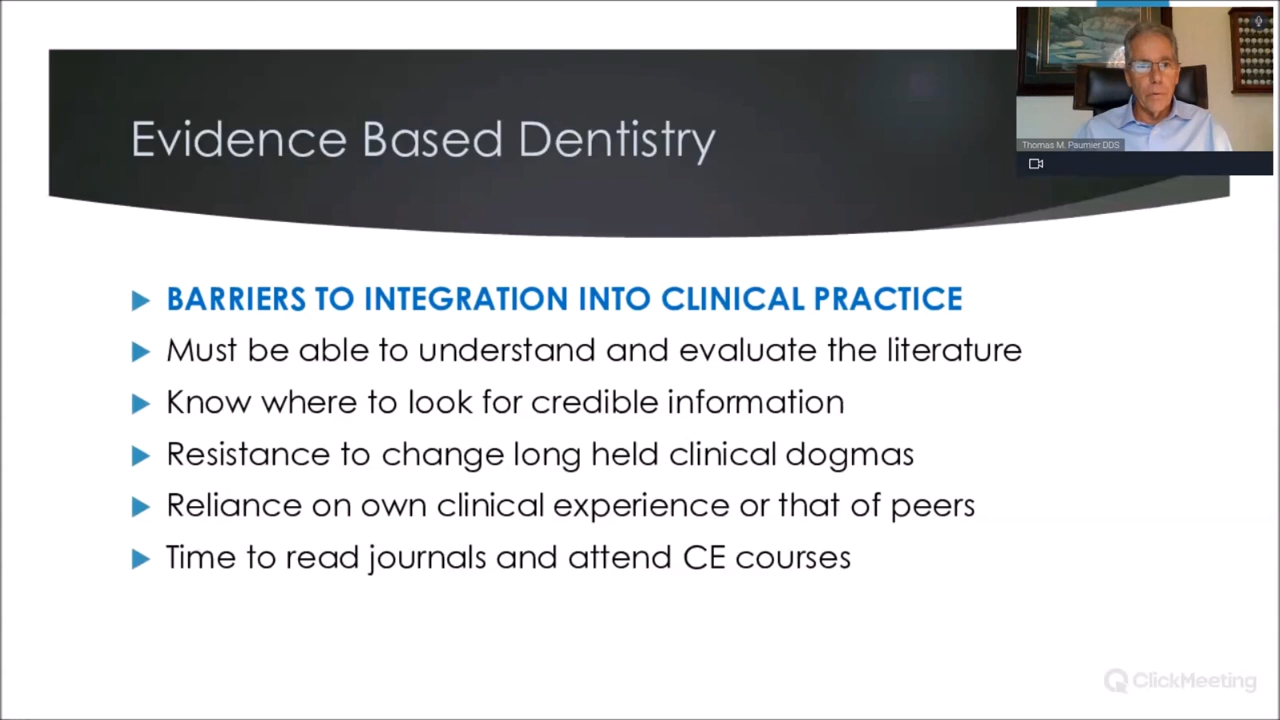 Evidence Based Dentistry
Thomas M. Paumier DDS
BARRIERS TO INTEGRATION INTO CLINICAL PRACTICE
Must be able to understand and evaluate the literature
Know where to look for credible information
Resistance to change long held clinical dogmas
Reliance on own clinical experience or that of peers
Time to read journals and attend CE courses
ClickMeeting